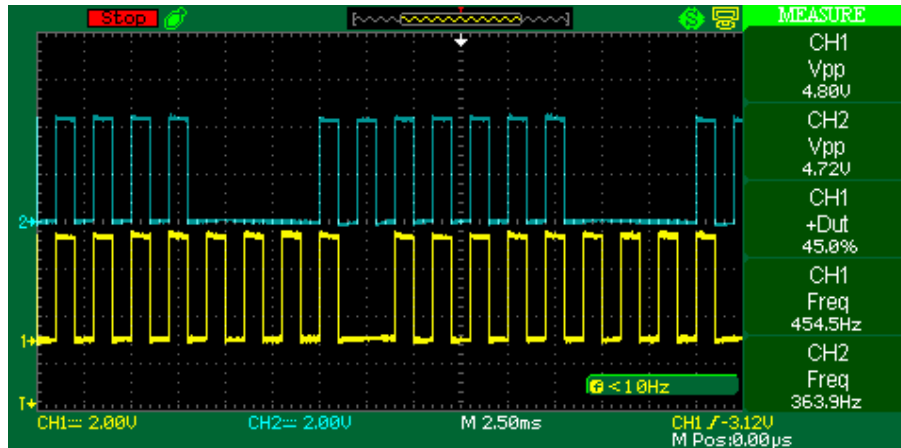 Stop
MEASURE
CH1
Vpp
4.80V
CH2
Vpp
4.72V
CH1
+Dut
45.0%
CH1
Freq
454.5Hz
CH2
Freq
363.9Hz
2
1
T
f <10Hz
CH1 2.00V CH2 2.00V M 2.50ms CH1 -3.12V
M Pos:0.00µs